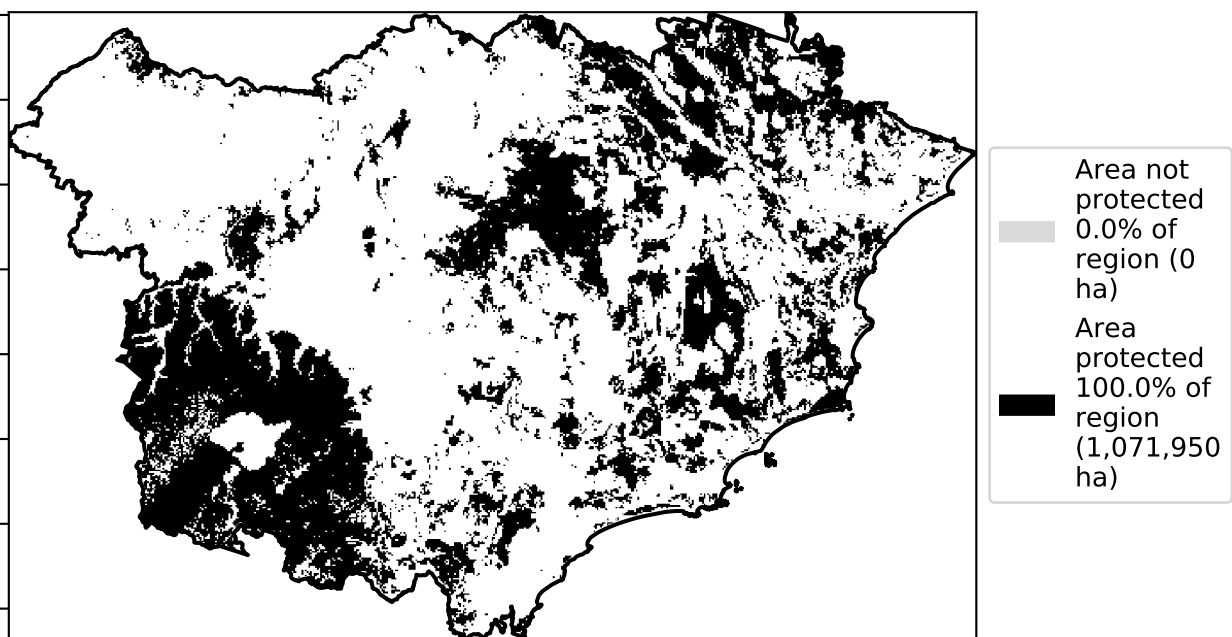 Area not
protected
0.0% of
region (0
ha)
Area
protected
100.0% of
region
(1,071,950
ha)